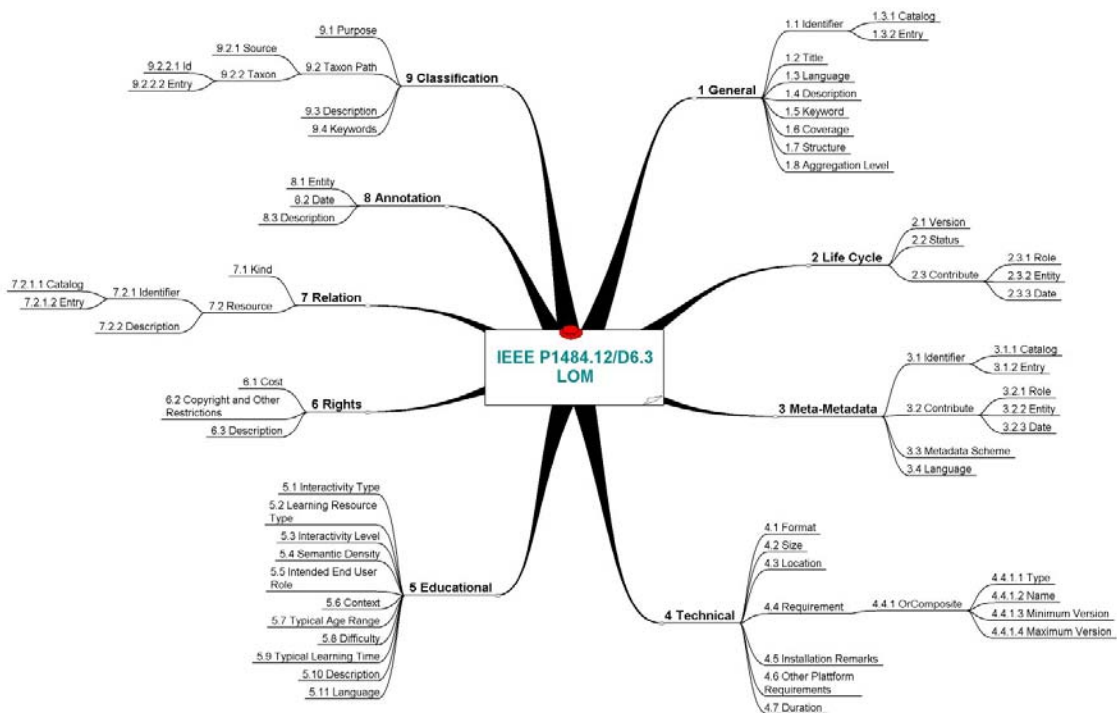 IEEE P1484.12/D6.3
LOM
1 General
1.1 Identifier
1.3.1 Catalog
1.3.2 Entry
1.2 Title
1.3 Language
1.4 Description
1.5 Keyword
1.6 Coverage
1.7 Structure
1.8 Aggregation Level
2 Life Cycle
2.1 Version
2.2 Status
2.3 Contribute
2.3.1 Role
2.3.2 Entity
2.3.3 Date
3 Meta-Metadata
3.1 Identifier
3.1.1 Catalog
3.1.2 Entry
3.2 Contribute
3.2.1 Role
3.2.2 Entity
3.2.3 Date
3.3 Metadata Scheme
3.4 Language
4 Technical
4.1 Format
4.2 Size
4.3 Location
4.4 Requirement
4.4.1 OrComposite
4.4.1.1 Type
4.4.1.2 Name
4.4.1.3 Minimum Version
4.4.1.4 Maximum Version
4.5 Installation Remarks
4.6 Other Plattform
Requirements
4.7 Duration
5 Educational
5.1 Interactivity Type
5.2 Learning Resource
Type
5.3 Interactivity Level
5.4 Semantic Density
5.5 Intended End User
Role
5.6 Context
5.7 Typical Age Range
5.8 Difficulty
5.9 Typical Learning Time
5.10 Description
5.11 Language
6 Rights
6.1 Cost
6.2 Copyright and Other
Restrictions
6.3 Description
7 Relation
7.1 Kind
7.2 Resource
7.2.1 Identifier
7.2.1.1 Catalog
7.2.1.2 Entry
7.2.2 Description
8 Annotation
8.1 Entity
8.2 Date
8.3 Description
9 Classification
9.1 Purpose
9.2 Taxon Path
9.2.1 Source
9.2.2 Taxon
9.2.2.1 Id
9.2.2.2 Entry
9.3 Description
9.4 Keywords